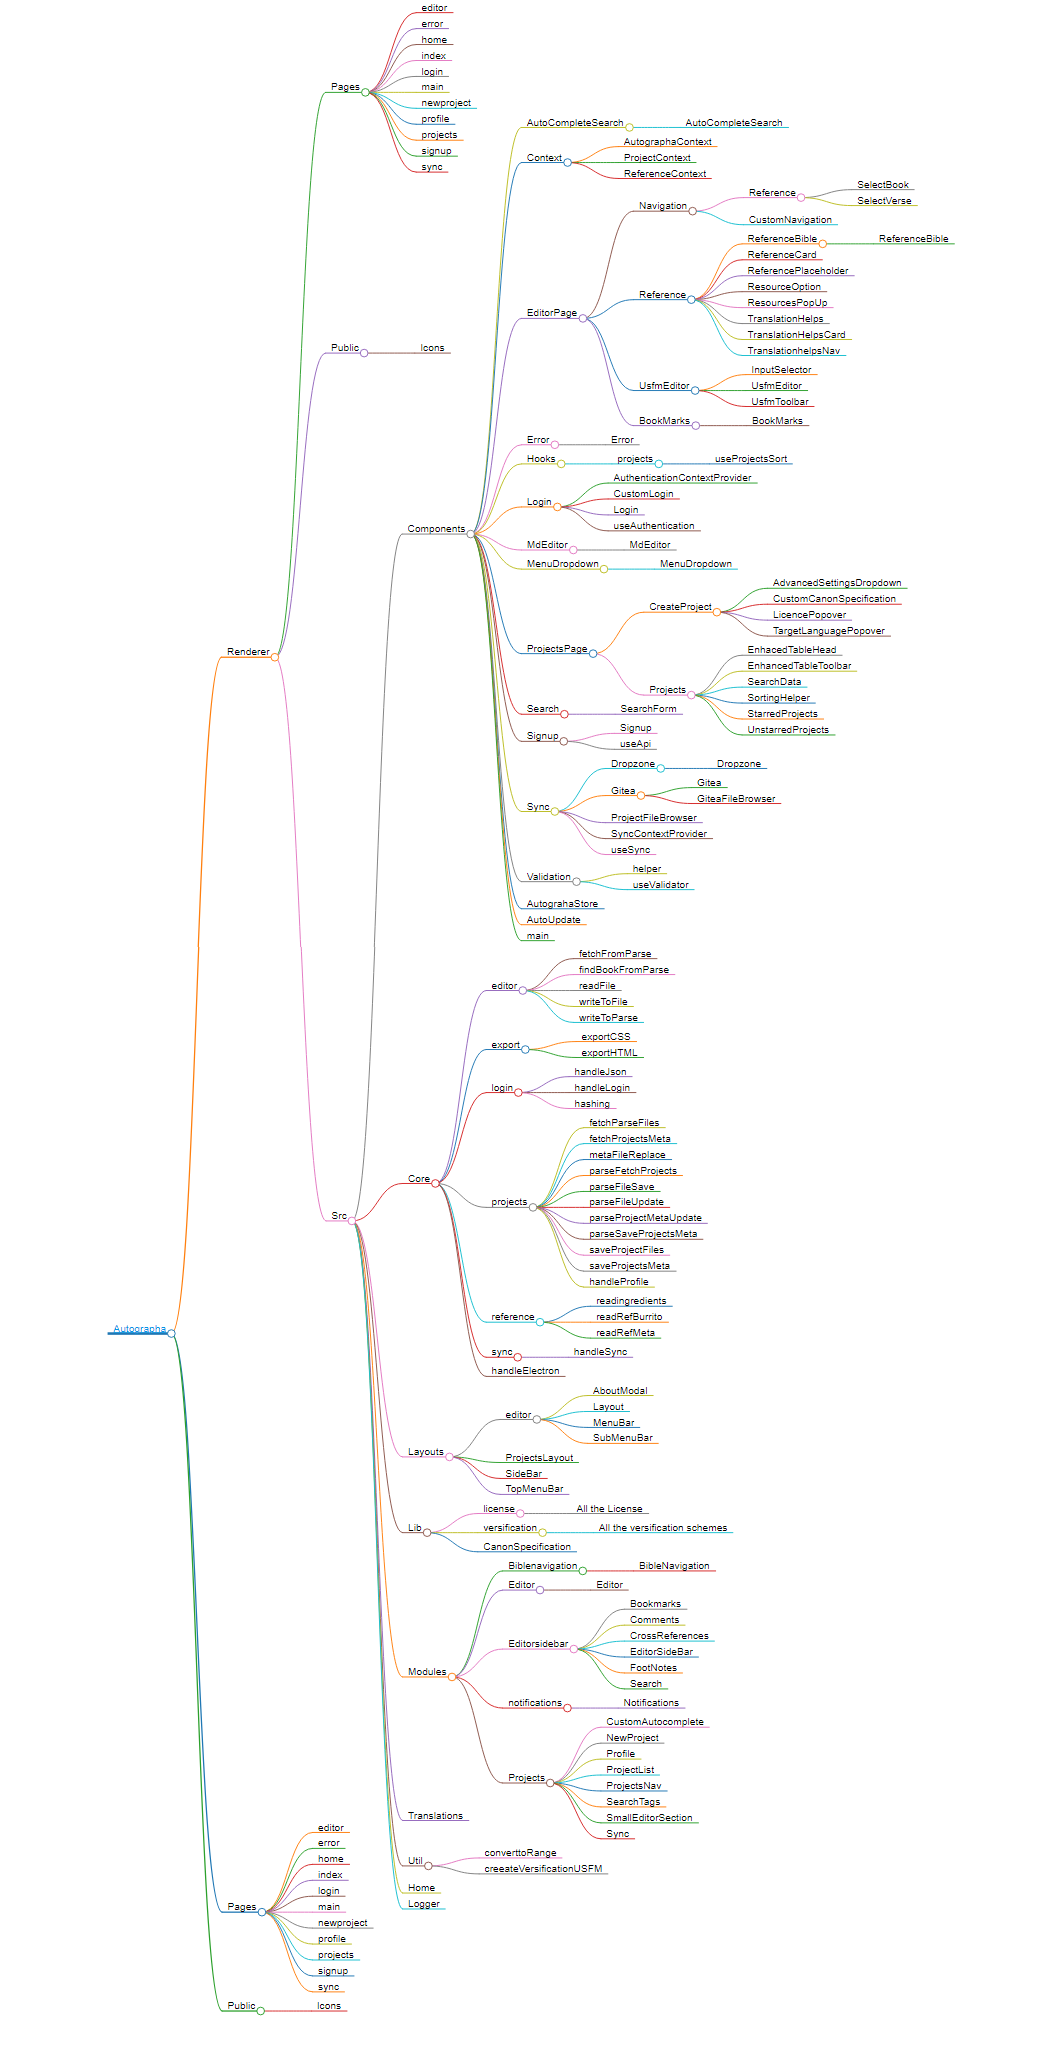 editor
error
home
index
login
Pages
main
newproject
profile
projects
signup
sync
AutoCompleteSearch
AutoCompleteSearch
Context
AutographaContext
ProjectContext
ReferenceContext
EditorPage
Navigation
Reference
SelectBook
SelectVerse
CustomNavigation
Reference
ReferenceBible
ReferenceBible
ReferenceCard
ReferencePlaceholder
ResourceOption
ResourcesPopUp
TranslationHelps
TranslationHelpsCard
TranslationhelpsNav
Public
Icons
UsfmEditor
InputSelector
UsfmEditor
UsfmToolbar
BookMarks
BookMarks
Error
Error
Hooks
projects
useProjectsSort
Login
AuthenticationContextProvider
CustomLogin
Login
useAuthentication
Components
MdEditor
MdEditor
MenuDropdown
MenuDropdown
ProjectsPage
CreateProject
AdvancedSettingsDropdown
CustomCanonSpecification
LicencePopover
TargetLanguagePopover
Renderer
Projects
EnhacedTableHead
EnhancedTableToolbar
SearchData
SortingHelper
StarredProjects
UnstarredProjects
Search
SearchForm
Signup
Signup
useApi
Sync
Dropzone
Dropzone
Gitea
Gitea
GiteaFileBrowser
ProjectFileBrowser
SyncContextProvider
useSync
Validation
helper
useValidator
AutograhaStore
AutoUpdate
main
editor
fetchFromParse
findBookFromParse
readFile
writeToFile
writeToParse
export
exportCSS
exportHTML
login
handleJson
handleLogin
hashing
Core
projects
fetchParseFiles
fetchProjectsMeta
metaFileReplace
parseFetchProjects
parseFileSave
parseFileUpdate
parseProjectMetaUpdate
parseSaveProjectsMeta
saveProjectFiles
saveProjectsMeta
handleProfile
Src
reference
readingredients
readRefBurrito
readRefMeta
Autographa
sync
handleSync
handleElectron
Layouts
editor
AboutModal
Layout
MenuBar
SubMenuBar
ProjectsLayout
SideBar
TopMenuBar
Lib
license
All the License
versification
All the versification schemes
CanonSpecification
Modules
Biblenavigation
BibleNavigation
Editor
Editor
Editorsidebar
Bookmarks
Comments
CrossReferences
EditorSideBar
FootNotes
Search
notifications
Notifications
Projects
CustomAutocomplete
NewProject
Profile
ProjectList
ProjectsNav
SearchTags
SmallEditorSection
Sync
Translations
Util
converttoRange
creeateVersificationUSFM
Home
Logger
Pages
editor
error
home
index
login
main
newproject
profile
projects
signup
sync
Public
Icons